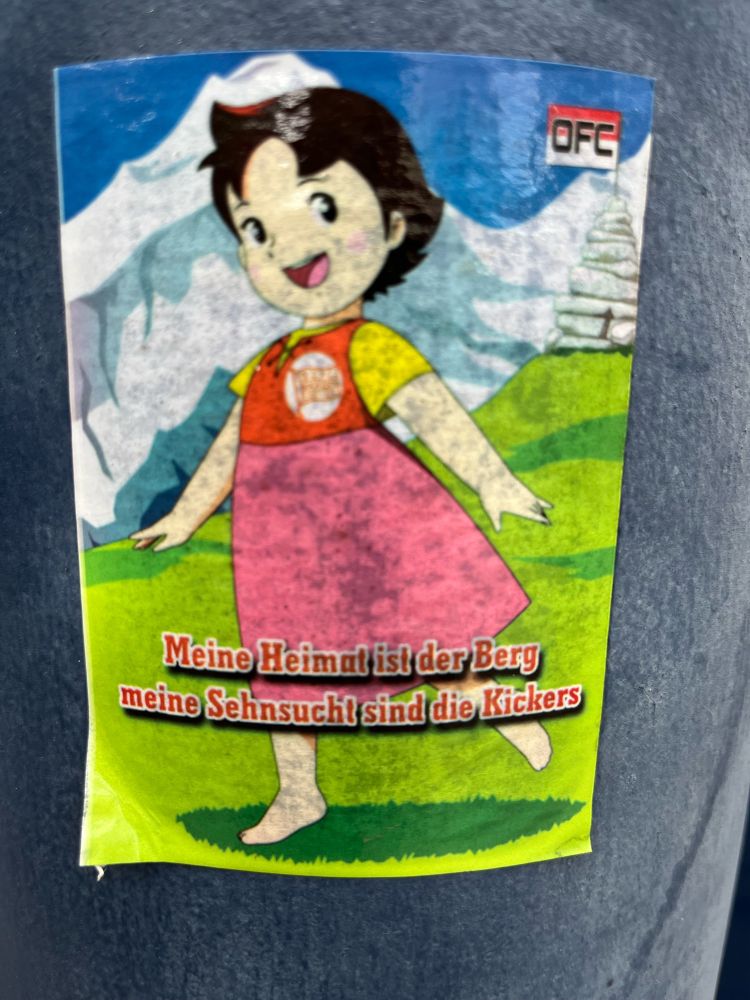 OFC
Meine Heimat ist der Berg
meine Sehnsucht sind die Kickers